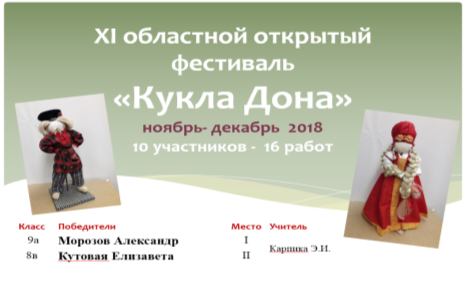 XI областной открытый
фестиваль
«Кукла Дона»
ноябрь- декабрь 2018
10 участников - 16 работ
Класс Победители Место Учитель
9а Морозов Александр I Карпика Э.И.
8в Кутовая Елизавета II